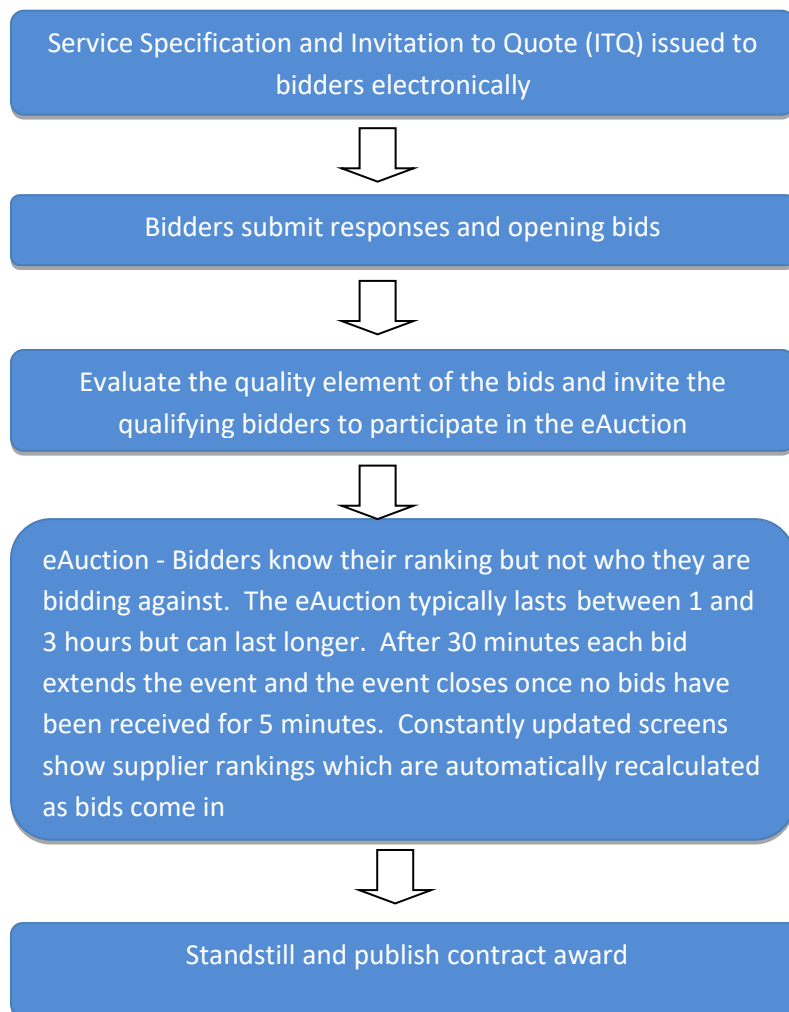 Service Specification and Invitation to Quote (ITQ) issued to
bidders electronically
Bidders submit responses and opening bids
Evaluate the quality element of the bids and invite the
qualifying bidders to participate in the eAuction
eAuction - Bidders know their ranking but not who they are
bidding against.  The eAuction typically lasts between 1 and
3 hours but can last longer.  After 30 minutes each bid
extends the event and the event closes once no bids have
been received for 5 minutes.  Constantly updated screens
show supplier rankings which are automatically recalculated
as bids come in
Standstill and publish contract award